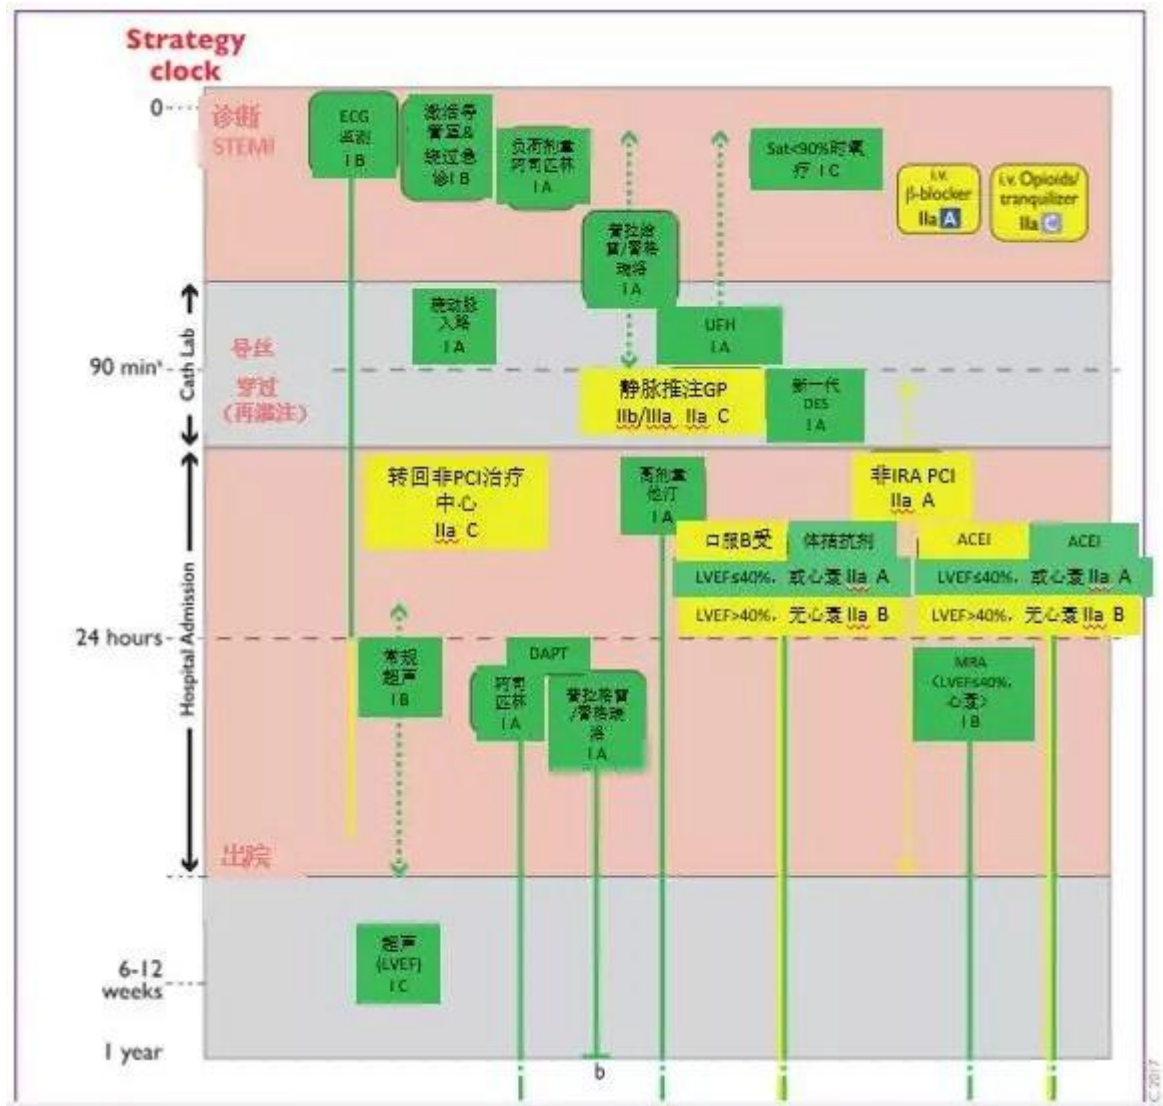 Strategy
clock
0
诊断
STEMI
ECG
监测
I B
激活导
管室&
绕过急
诊I B
负荷剂量
阿司匹林
I A
Sat<90%时氧
疗 I C
i.v.
β-blocker
IIa A
i.v. Opioids/
tranquilizer
IIa C
普拉格
雷/替格
瑞洛
I A
Cath Lab
90 min
导丝
穿过
(再灌注)
桡动脉
入路
I A
UFH
I A
静脉推注GP
IIb/IIIa IIa C
新一代
DES
I A
Hospital Admission
转回非PCI治疗
中心
IIa C
高剂量
他汀
I A
非IRA PCI
IIa A
口服B受 体拮抗剂
LVEF≤40%，或心衰 IIa A
LVEF>40%，无心衰 IIa B
ACEI ACEI
LVEF≤40%，或心衰 IIa A
LVEF>40%，无心衰 IIa B
24 hours
常规
超声
I B
DAPT
阿司
匹林
I A
普拉格雷
/替格瑞
洛
I A
MRA
(LVEF≤40%,
心衰)
I B
出院
超声
(LVEF)
I C
6-12
weeks
1 year
b
C 2017